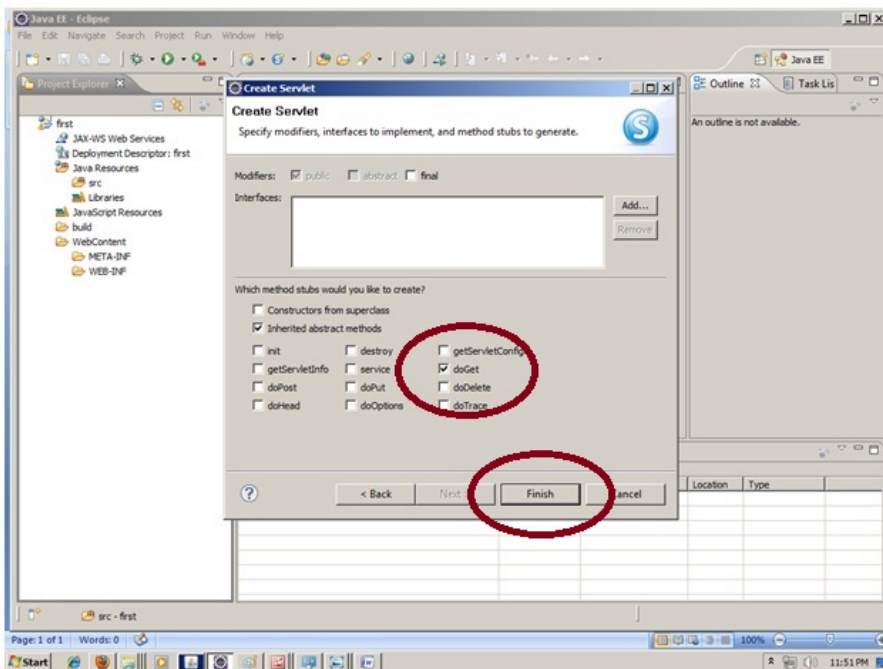 Java EE - Eclipse
File Edit Navigate Search Project Run Window Help
Java EE
Project Explorer
first
JAX-WS Web Services
Deployment Descriptor: first
Java Resources
src
Libraries
JavaScript Resources
build
WebContent
META-INF
WEB-INF
Create Servlet
Create Servlet
Specify modifiers, interfaces to implement, and method stubs to generate.
Modifiers: public abstract final
Interfaces:
Add...
Remove
Which method stubs would you like to create?
Constructors from superclass
Inherited abstract methods
init destroy getServletConfig
getServletInfo service doGet
doPost doPut doDelete
doHead doOptions doTrace
< Back Next Finish Cancel
Outline Task Lis
An outline is not available.
Location Type
src - first
Page: 1 of 1 Words: 0 100%
Start 11:51 PM